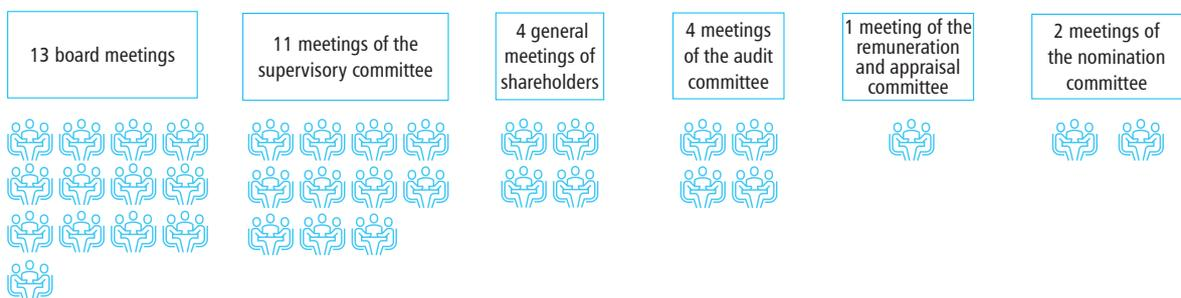 13 board meetings
11 meetings of the
supervisory committee
4 general
meetings of
shareholders
4 meetings
of the audit
committee
1 meeting of the
remuneration
and appraisal
committee
2 meetings of
the nomination
committee